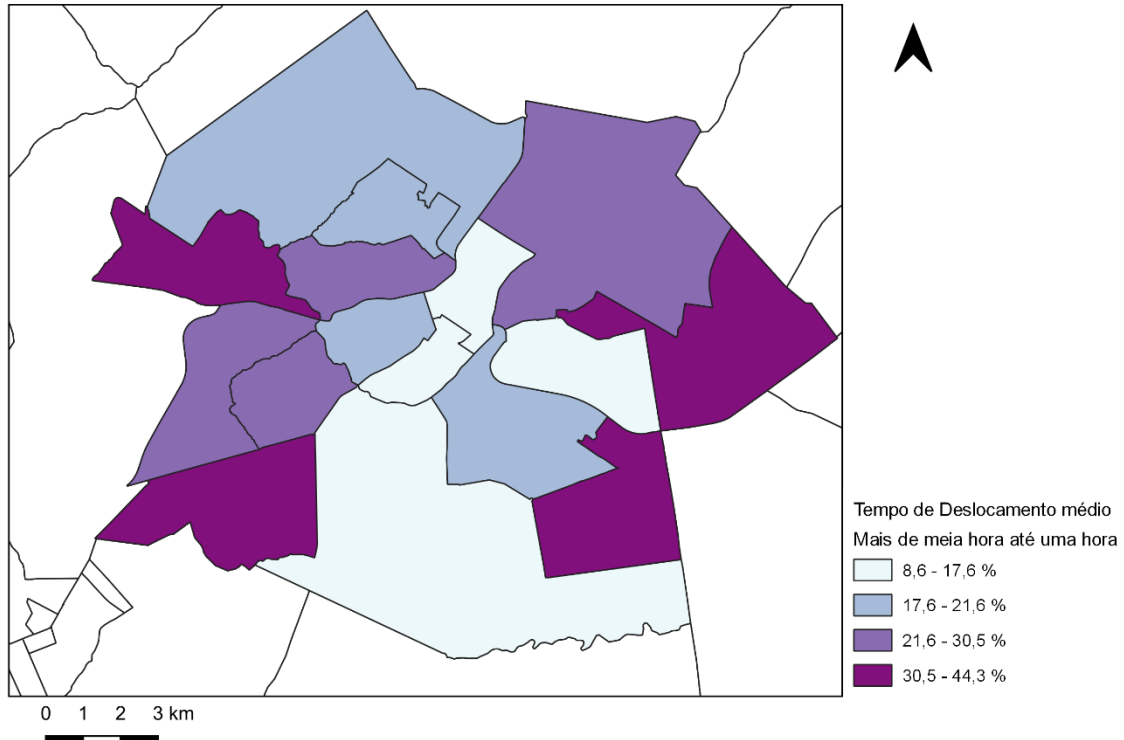 Tempo de Deslocamento médio
Mais de meia hora até uma hora
8,6 - 17,6 %
17,6 - 21,6 %
21,6 - 30,5 %
30,5 - 44,3 %
0 1 2 3 km